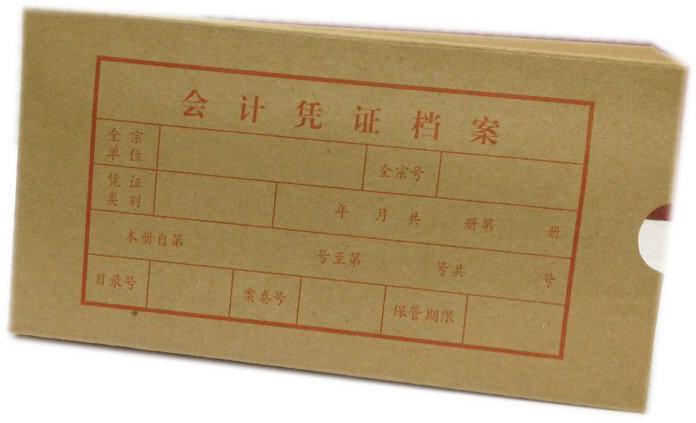 会计凭证档案
全宗单位 全宗号
凭证类别 年 月 共 册第 册
本册自第 号至第 号共 号
目录号 案卷号 保管期限